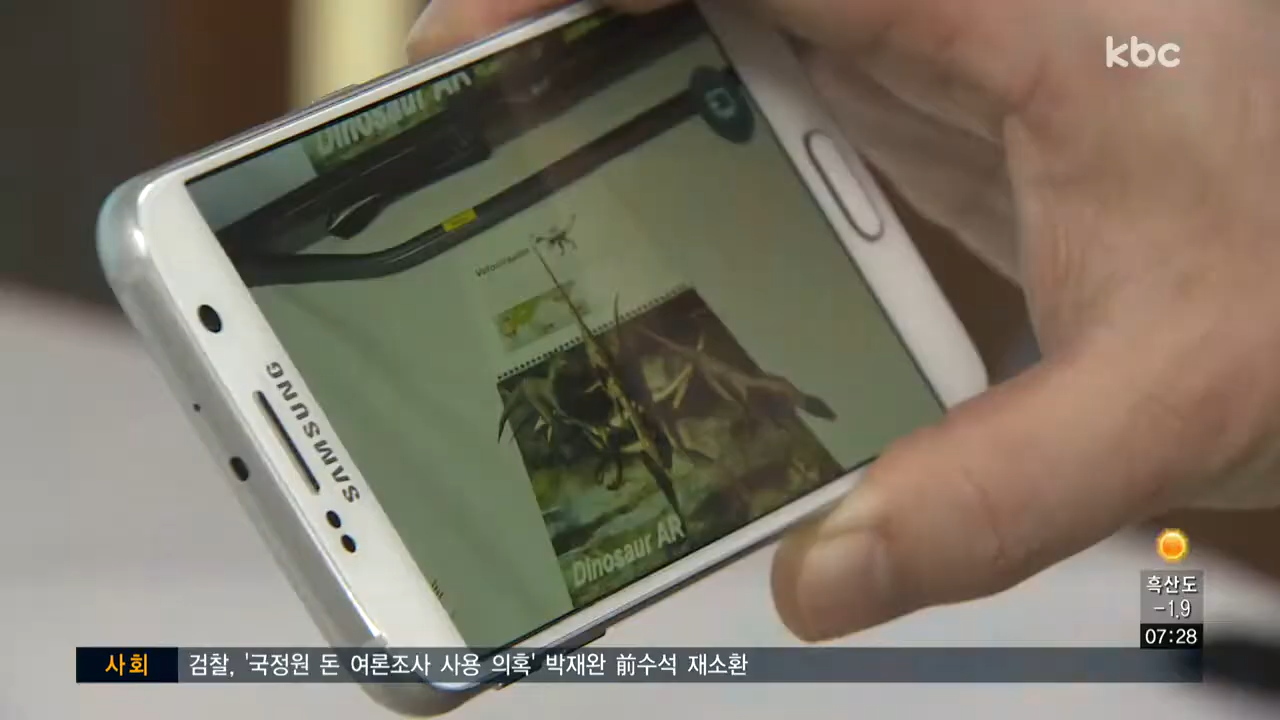 kbc
Dinosaur AR
Velociraptor
SAMSUNG
Dinosaur AR
흑산도
-1.9
07:28
사회 검찰, '국정원 돈 여론조사 사용 의혹' 박재완 前수석 재소환